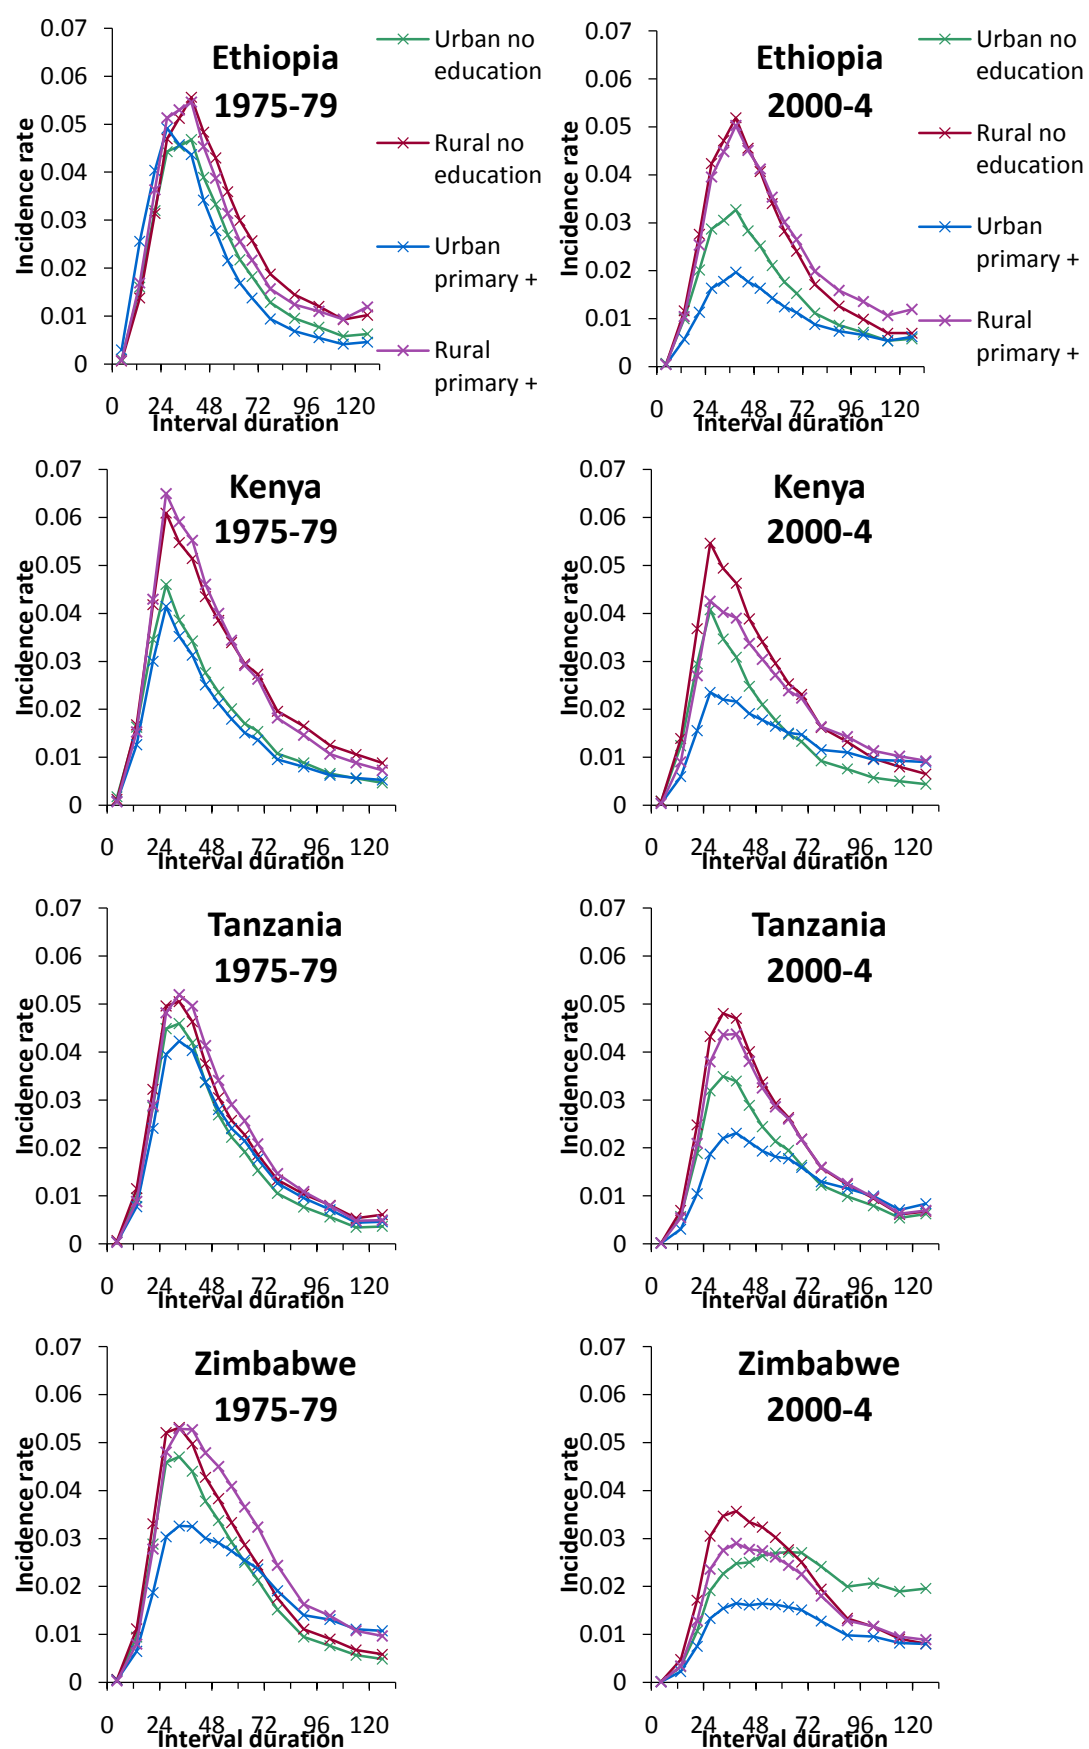 Ethiopia
1975-79
Incidence rate
0.07
0.06
0.05
0.04
0.03
0.02
0.01
0
0 24 48 72 96 120
Interval duration
Urban no
education
Rural no
education
Urban
primary +
Rural
primary +
Ethiopia
2000-4
Incidence rate
0.07
0.06
0.05
0.04
0.03
0.02
0.01
0
0 24 48 72 96 120
Interval duration
Urban no
education
Rural no
education
Urban
primary +
Rural
primary +
Kenya
1975-79
Incidence rate
0.07
0.06
0.05
0.04
0.03
0.02
0.01
0
0 24 48 72 96 120
Interval duration
Kenya
2000-4
Incidence rate
0.07
0.06
0.05
0.04
0.03
0.02
0.01
0
0 24 48 72 96 120
Interval duration
Tanzania
1975-79
Incidence rate
0.07
0.06
0.05
0.04
0.03
0.02
0.01
0
0 24 48 72 96 120
Interval duration
Tanzania
2000-4
Incidence rate
0.07
0.06
0.05
0.04
0.03
0.02
0.01
0
0 24 48 72 96 120
Interval duration
Zimbabwe
1975-79
Incidence rate
0.07
0.06
0.05
0.04
0.03
0.02
0.01
0
0 24 48 72 96 120
Interval duration
Zimbabwe
2000-4
Incidence rate
0.07
0.06
0.05
0.04
0.03
0.02
0.01
0
0 24 48 72 96 120
Interval duration